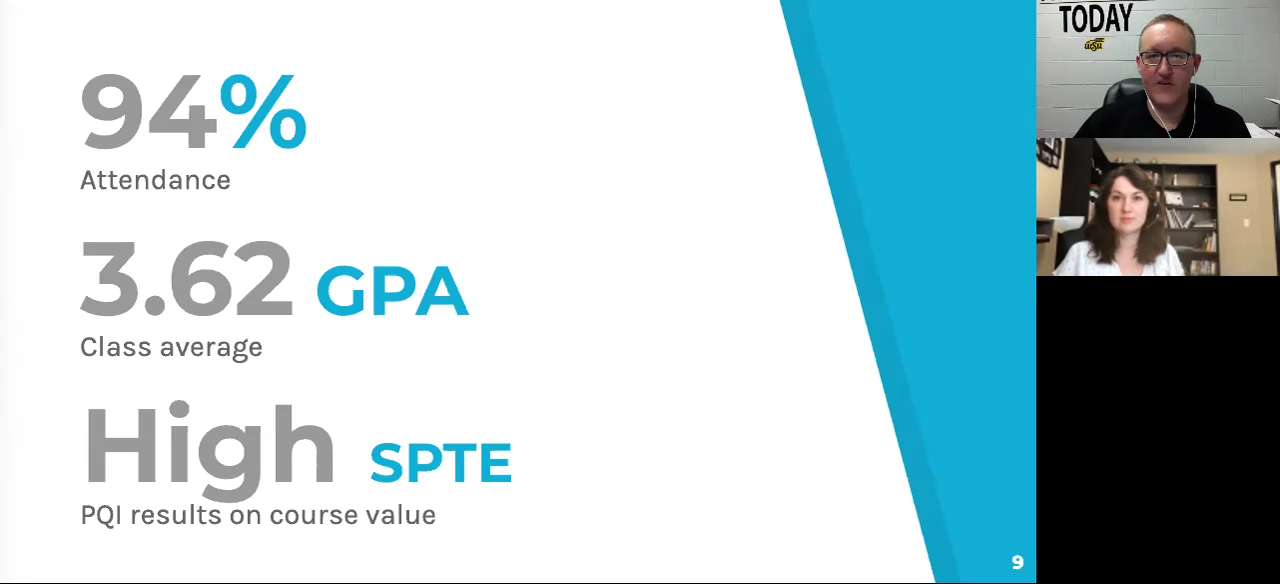 94%
Attendance
3.62 GPA
Class average
High SPTE
PQI results on course value
9
TODAY